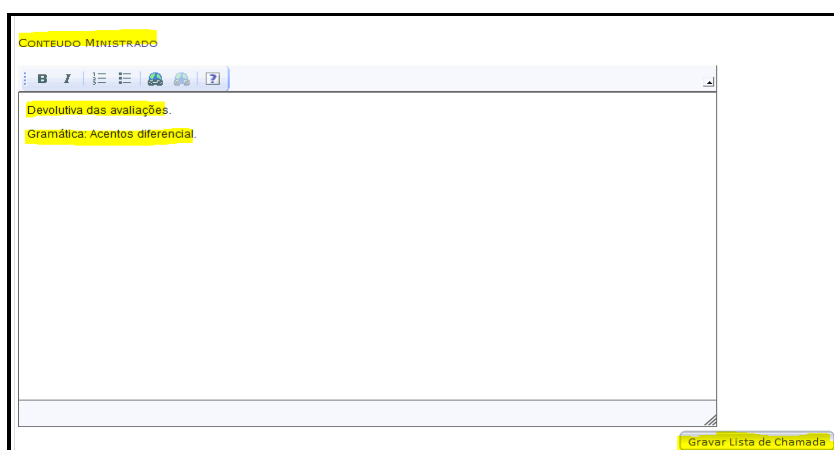 CONTEUDO MINISTRADO
B I ?
Devolutiva das avaliações.
Gramática: Acentos diferencial.
Gravar Lista de Chamada